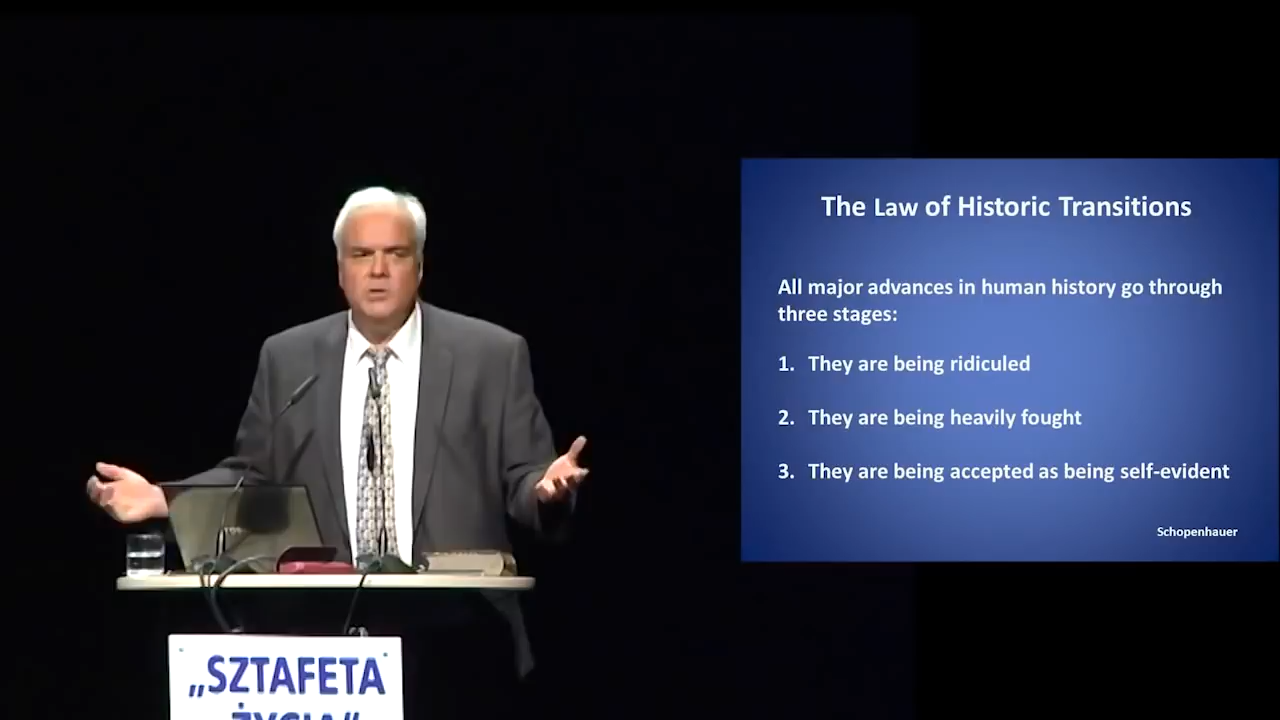 The Law of Historic Transitions
All major advances in human history go through
three stages:
1. They are being ridiculed
2. They are being heavily fought
3. They are being accepted as being self-evident
Schopenhauer
„SZTAFETA
ŻYCIA"